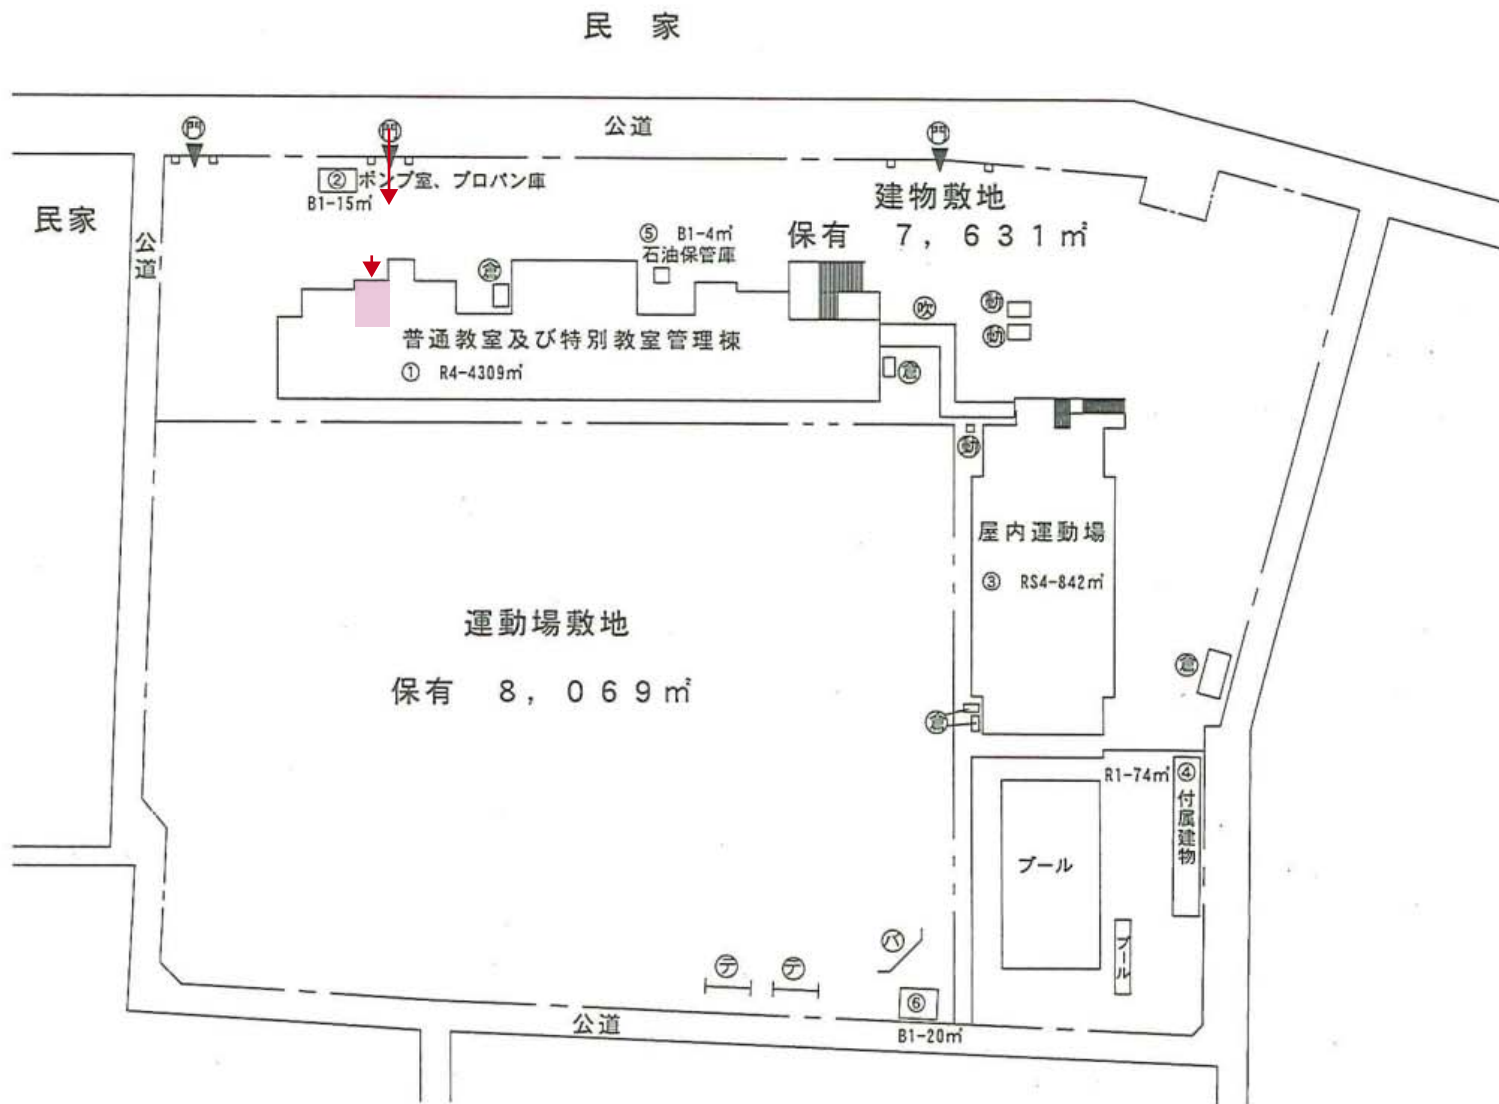 民 家
公道
門
門
門
② ポンプ室、プロパン庫
B1-15㎡
建物敷地
保有 7,631㎡
民家
公道
⑤ B1-4㎡
石油保管庫
倉
吹
動
動
普通教室及び特別教室管理棟
① R4-4309㎡
倉
動
屋内運動場
③ RS4-842㎡
運動場敷地
保有 8,069㎡
倉
倉
R1-74㎡
④付属建物
プール
プール
バ
テ
テ
⑥
公道
B1-20㎡